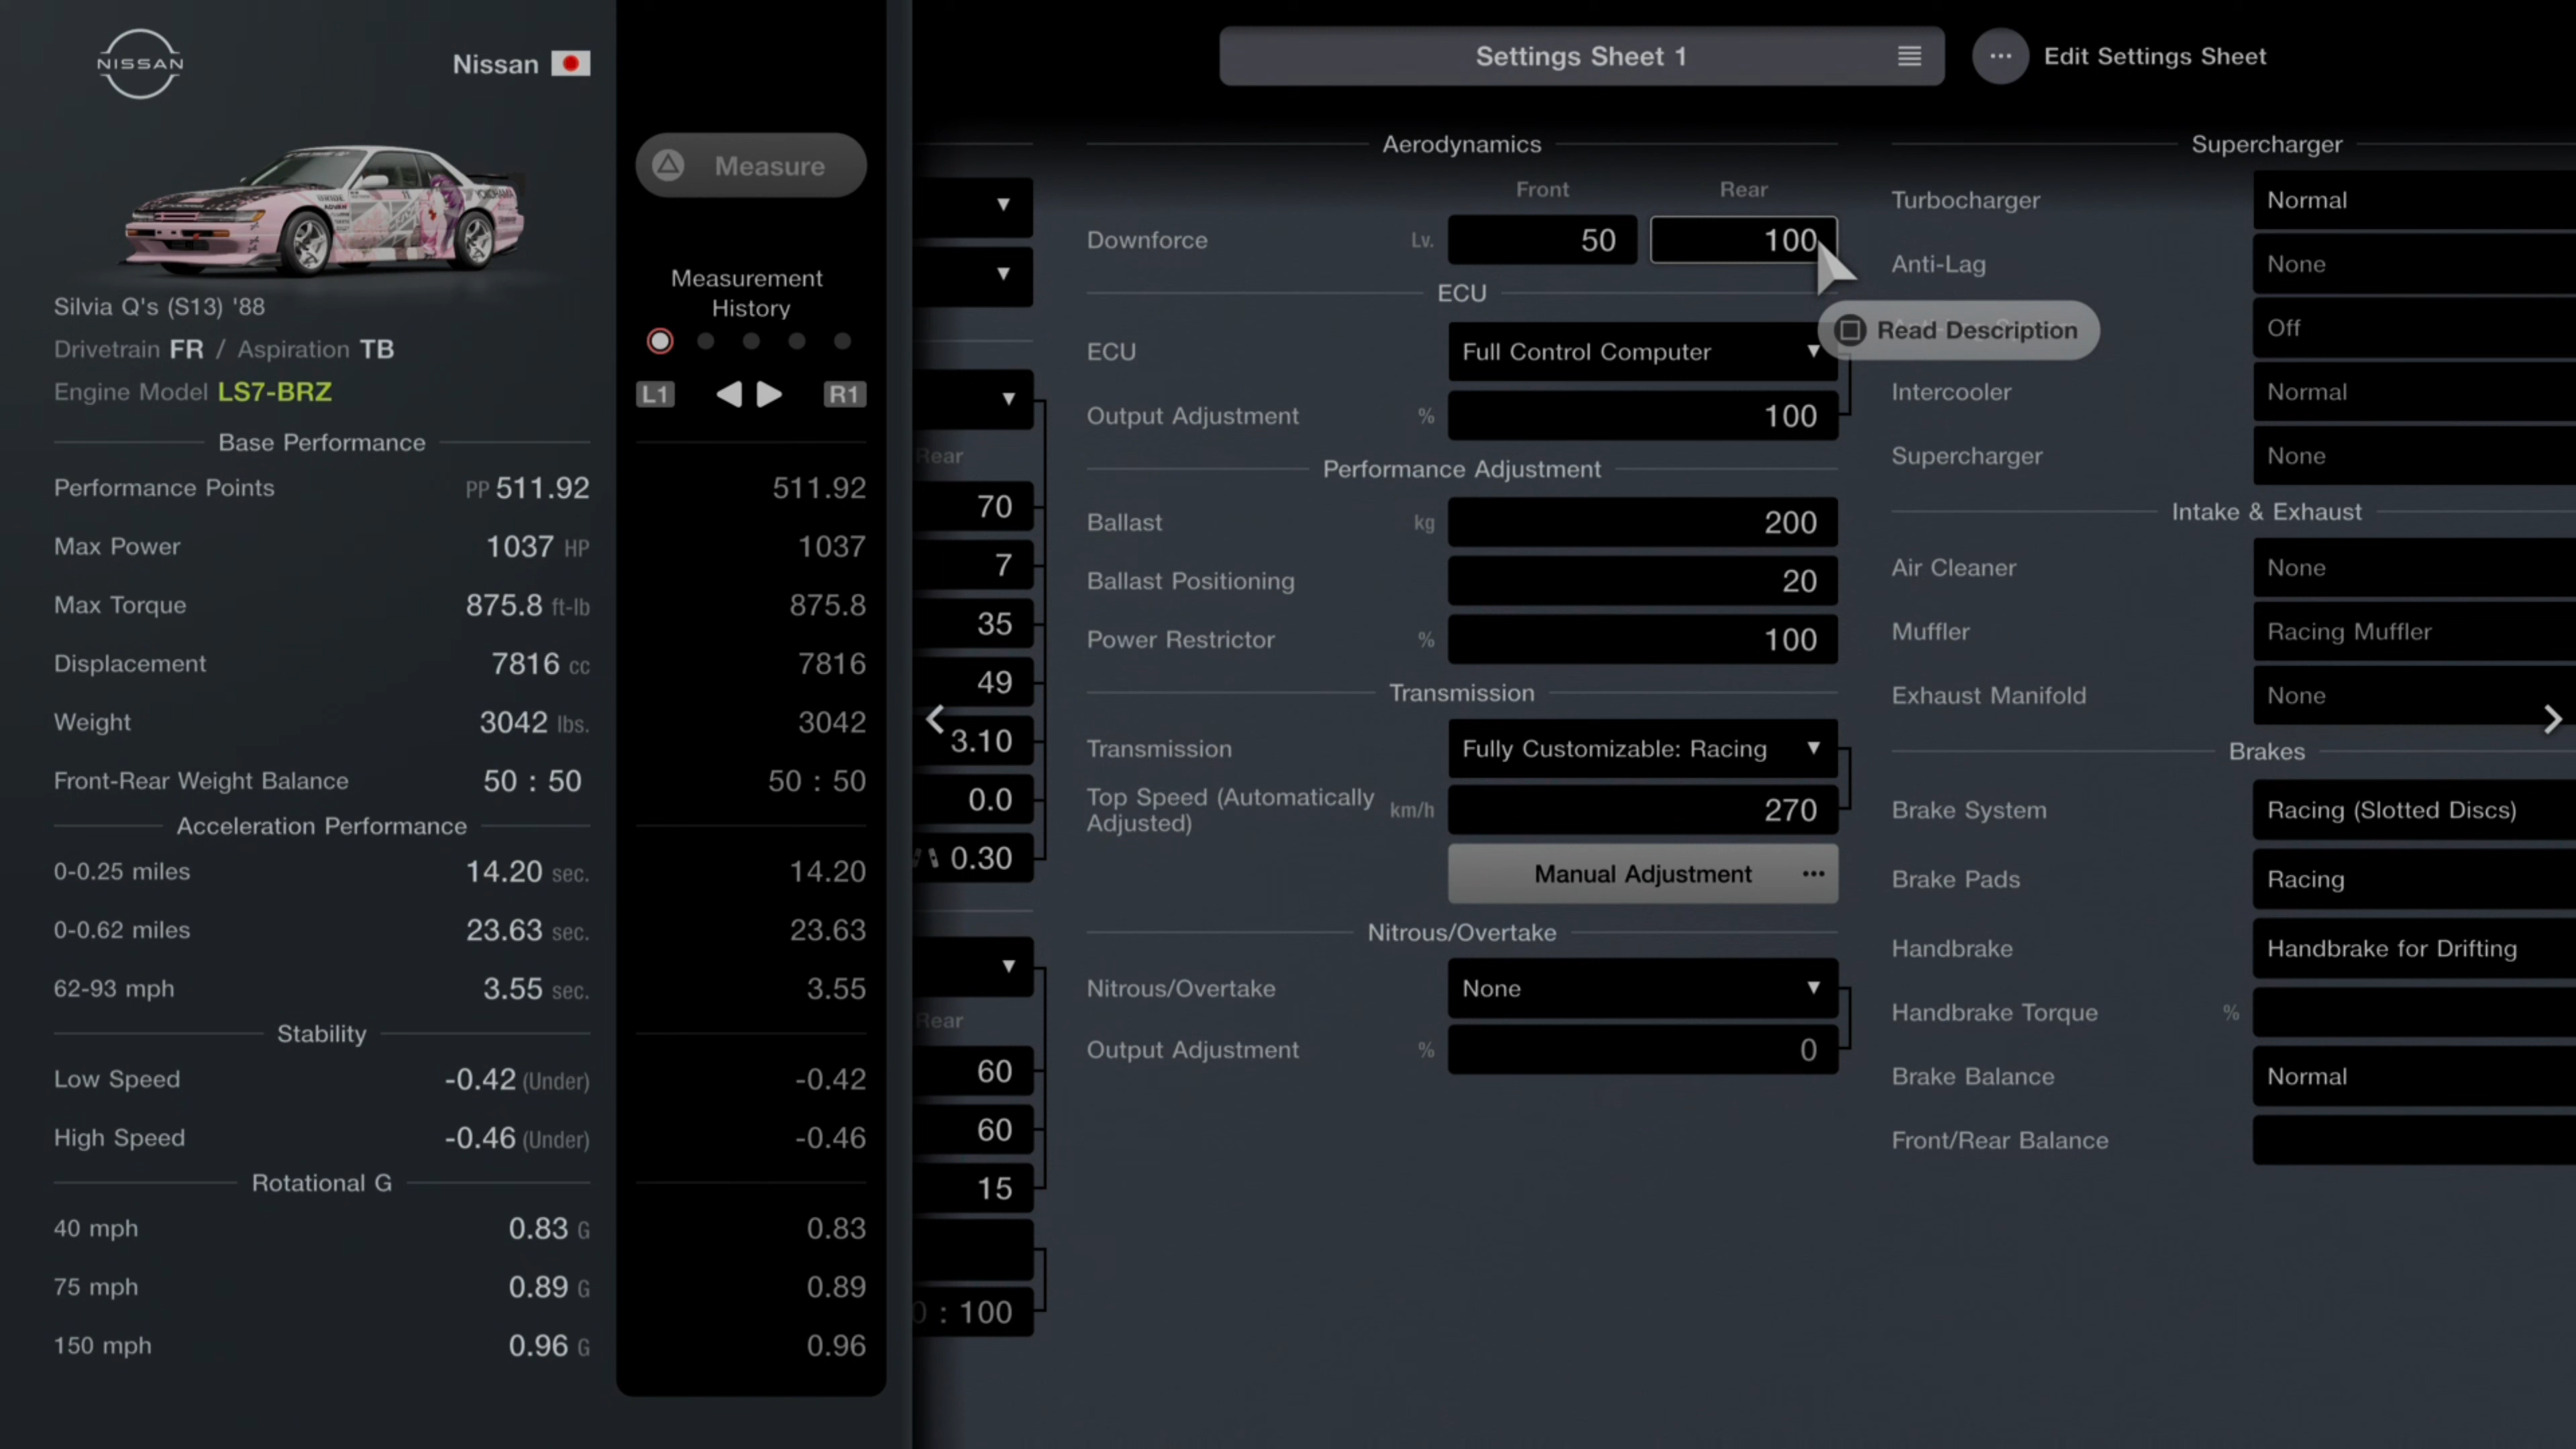 NISSAN
Nissan
Silvia Q's (S13) '88
Drivetrain FR / Aspiration TB
Engine Model LS7-BRZ
Base Performance
Performance Points PP 511.92
Max Power 1037 HP
Max Torque 875.8 ft-lb
Displacement 7816 cc
Weight 3042 lbs.
Front-Rear Weight Balance 50 : 50
Acceleration Performance
0-0.25 miles 14.20 sec.
0-0.62 miles 23.63 sec.
62-93 mph 3.55 sec.
Stability
Low Speed -0.42 (Under)
High Speed -0.46 (Under)
Rotational G
40 mph 0.83 G
75 mph 0.89 G
150 mph 0.96 G
Measure
Measurement
History
L1 R1
511.92
1037
875.8
7816
3042
50 : 50
14.20
23.63
3.55
-0.42
-0.46
0.83
0.89
0.96
Rear
70
7
35
49
3.10
0.0
0.30
Rear
60
60
15
0 : 100
Settings Sheet 1
Edit Settings Sheet
Aerodynamics
Front Rear
Downforce Lv. 50 100
ECU
ECU Full Control Computer
Output Adjustment % 100
Performance Adjustment
Ballast kg 200
Ballast Positioning 20
Power Restrictor % 100
Transmission
Transmission Fully Customizable: Racing
Top Speed (Automatically
Adjusted) km/h 270
Manual Adjustment
Nitrous/Overtake
Nitrous/Overtake None
Output Adjustment % 0
Read Description
Supercharger
Turbocharger Normal
Anti-Lag None
Off
Intercooler Normal
Supercharger None
Intake & Exhaust
Air Cleaner None
Muffler Racing Muffler
Exhaust Manifold None
Brakes
Brake System Racing (Slotted Discs)
Brake Pads Racing
Handbrake Handbrake for Drifting
Handbrake Torque %
Brake Balance Normal
Front/Rear Balance